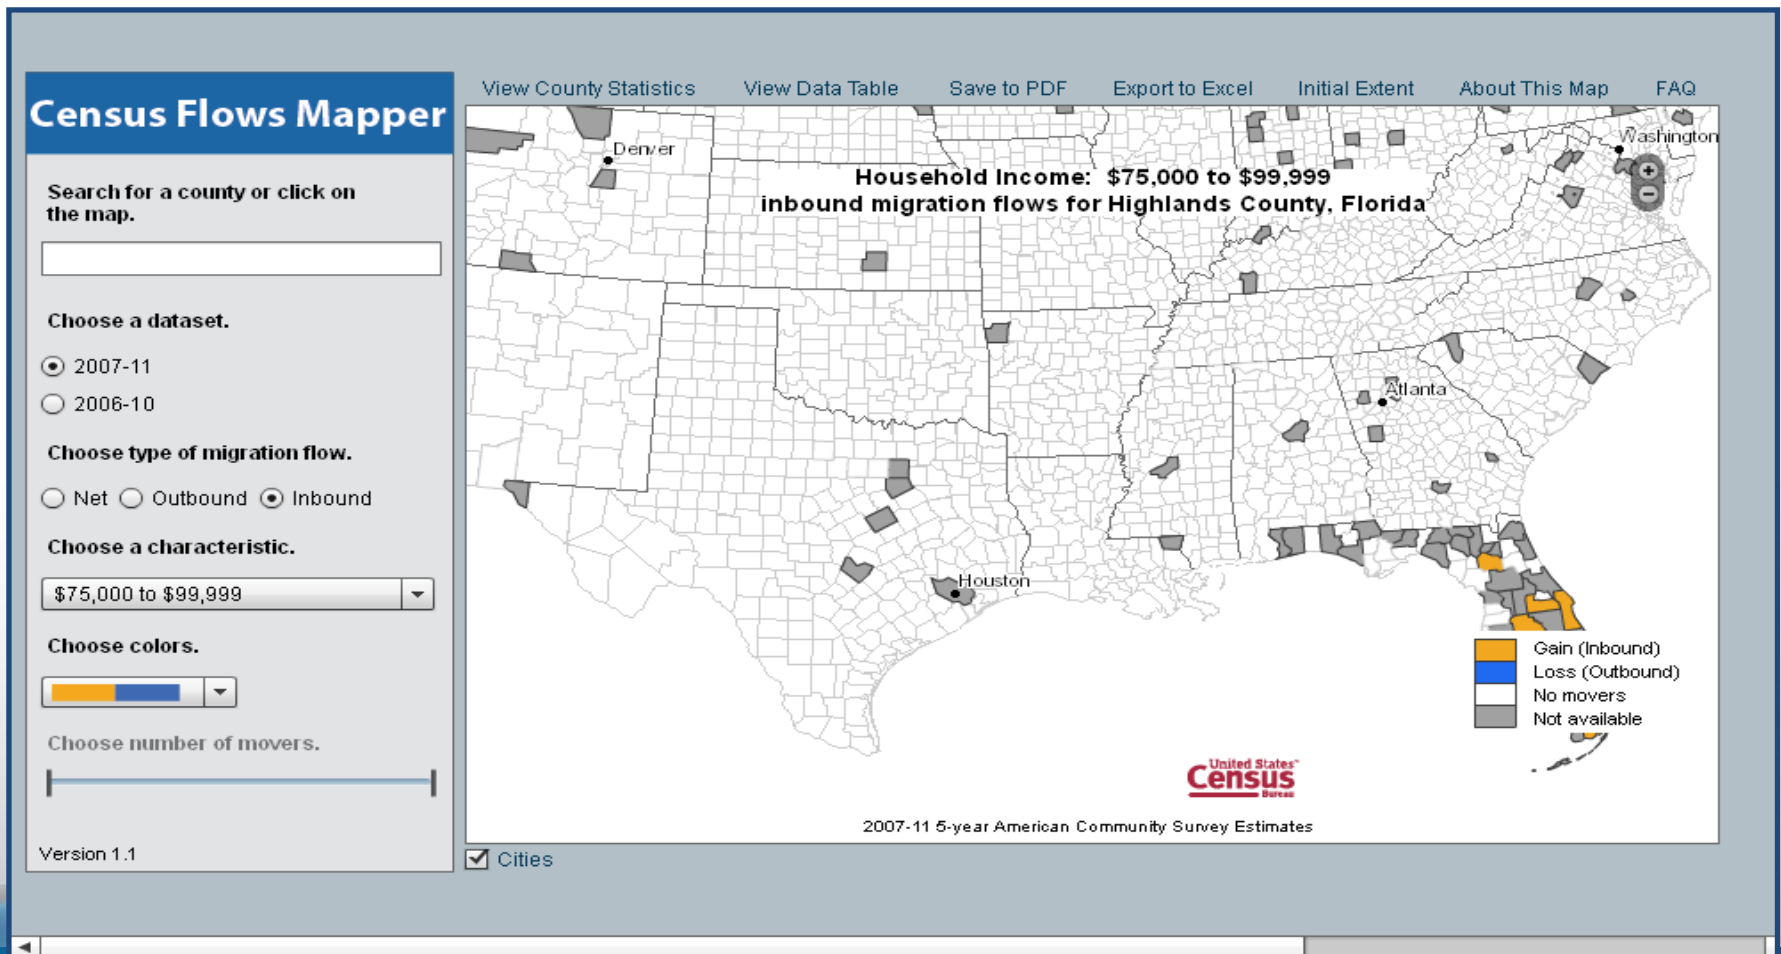 Census Flows Mapper
Search for a county or click on
the map.
Choose a dataset.
2007-11
2006-10
Choose type of migration flow.
Net Outbound Inbound
Choose a characteristic.
$75,000 to $99,999
Choose colors.
Choose number of movers.
Version 1.1
View County Statistics View Data Table Save to PDF Export to Excel Initial Extent About This Map FAQ
Household Income: $75,000 to $99,999
inbound migration flows for Highlands County, Florida
Denver
Washington
Atlanta
Houston
Gain (Inbound)
Loss (Outbound)
No movers
Not available
United States™
Census
Bureau
2007-11 5-year American Community Survey Estimates
Cities